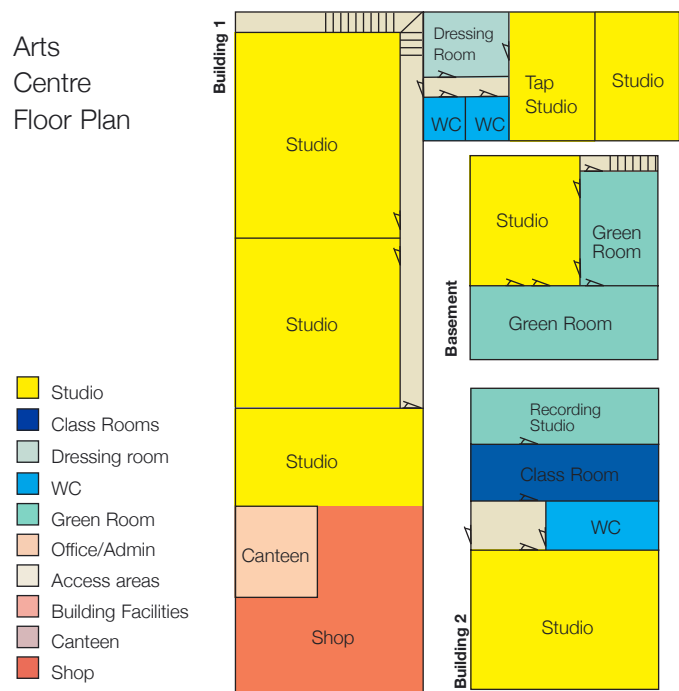 Arts
Centre
Floor Plan
Building 1
Dressing
Room
Tap
Studio
Studio
WC
WC
Studio
Studio
Studio
Canteen
Shop
Basement
Studio
Green
Room
Green Room
Building 2
Recording
Studio
Class Room
WC
Studio
Studio
Class Rooms
Dressing room
WC
Green Room
Office/Admin
Access areas
Building Facilities
Canteen
Shop